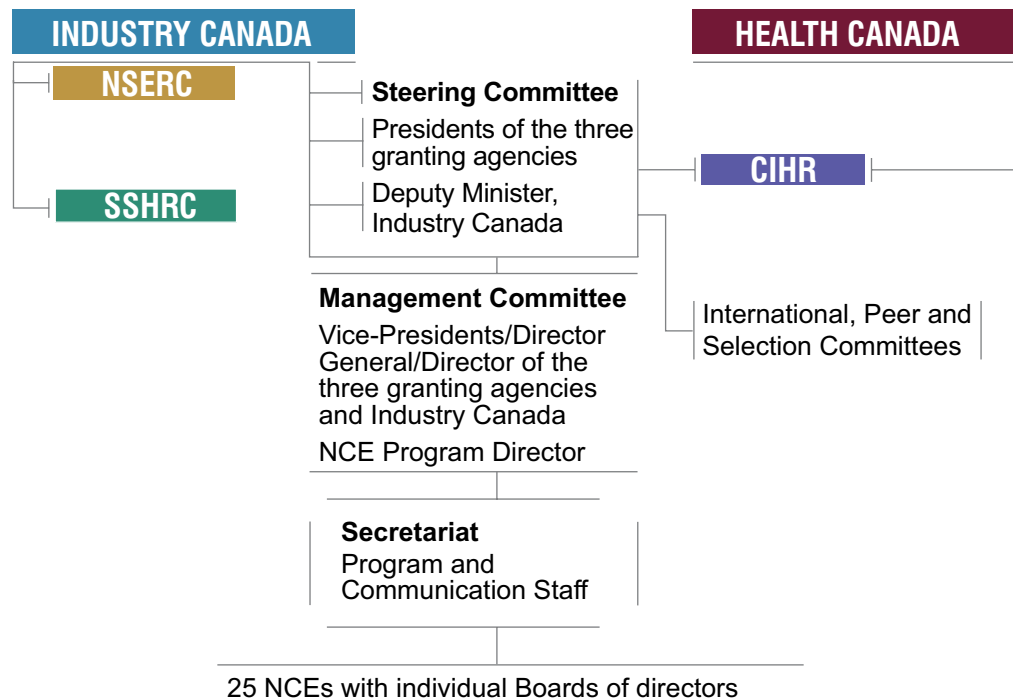 INDUSTRY CANADA
HEALTH CANADA
NSERC
SSHRC
Steering Committee
Presidents of the three
granting agencies
Deputy Minister,
Industry Canada
CIHR
International, Peer and
Selection Committees
Management Committee
Vice-Presidents/Director
General/Director of the
three granting agencies
and Industry Canada
NCE Program Director
Secretariat
Program and
Communication Staff
25 NCEs with individual Boards of directors